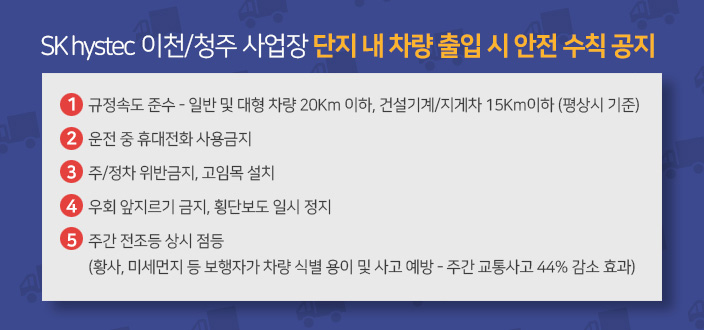 SK hystec 이천/청주 사업장 단지 내 차량 출입 시 안전 수칙 공지
1 규정속도 준수 - 일반 및 대형 차량 20Km 이하, 건설기계/지게차 15Km이하 (평상시 기준)
2 운전 중 휴대전화 사용금지
3 주/정차 위반금지, 고임목 설치
4 우회 앞지르기 금지, 횡단보도 일시 정지
5 주간 전조등 상시 점등
(황사, 미세먼지 등 보행자가 차량 식별 용이 및 사고 예방 - 주간 교통사고 44% 감소 효과)